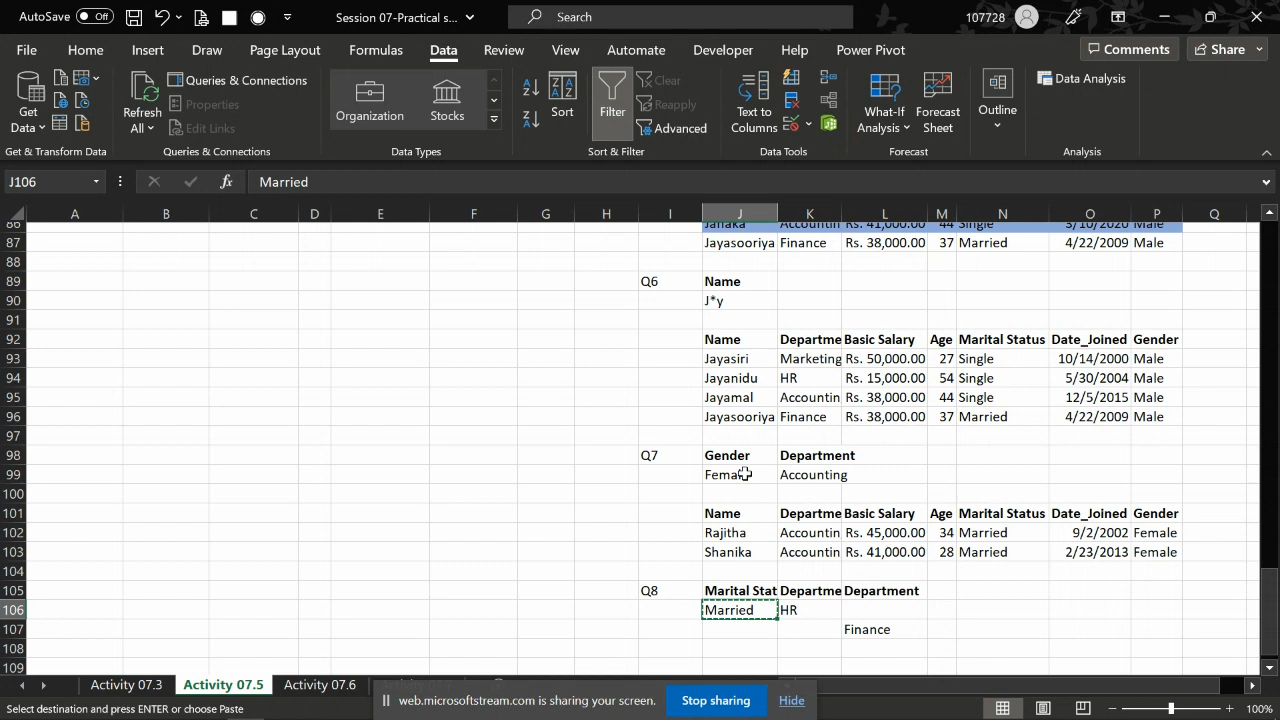 AutoSave Off Session 07-Practical s... Search 107728
File Home Insert Draw Page Layout Formulas Data Review View Automate Developer Help Power Pivot Comments Share
Get Data Refresh All Queries & Connections Properties Edit Links Organization Stocks Sort Filter Clear Reapply Advanced Text to Columns What-If Analysis Forecast Sheet Outline Data Analysis
Get & Transform Data Queries & Connections Data Types Sort & Filter Data Tools Forecast Analysis
J106 fx Married
A B C D E F G H I J K L M N O P Q
86 Janaka Accountin Rs. 41,000.00 44 Single 3/10/2020 Male
87 Jayasooriya Finance Rs. 38,000.00 37 Married 4/22/2009 Male
88
89 Q6 Name
90 J*y
91
92 Name Departme Basic Salary Age Marital Status Date_Joined Gender
93 Jayasiri Marketing Rs. 50,000.00 27 Single 10/14/2000 Male
94 Jayanidu HR Rs. 15,000.00 54 Single 5/30/2004 Male
95 Jayamal Accountin Rs. 38,000.00 44 Single 12/5/2015 Male
96 Jayasooriya Finance Rs. 38,000.00 37 Married 4/22/2009 Male
97
98 Q7 Gender Department
99 Female Accounting
100
101 Name Departme Basic Salary Age Marital Status Date_Joined Gender
102 Rajitha Accountin Rs. 45,000.00 34 Married 9/2/2002 Female
103 Shanika Accountin Rs. 41,000.00 28 Married 2/23/2013 Female
104
105 Q8 Marital Stat Departme Department
106 Married HR
107 Finance
108
109
Activity 07.3 Activity 07.5 Activity 07.6
web.microsoftstream.com is sharing your screen. Stop sharing Hide
Select destination and press ENTER or choose Paste 100%